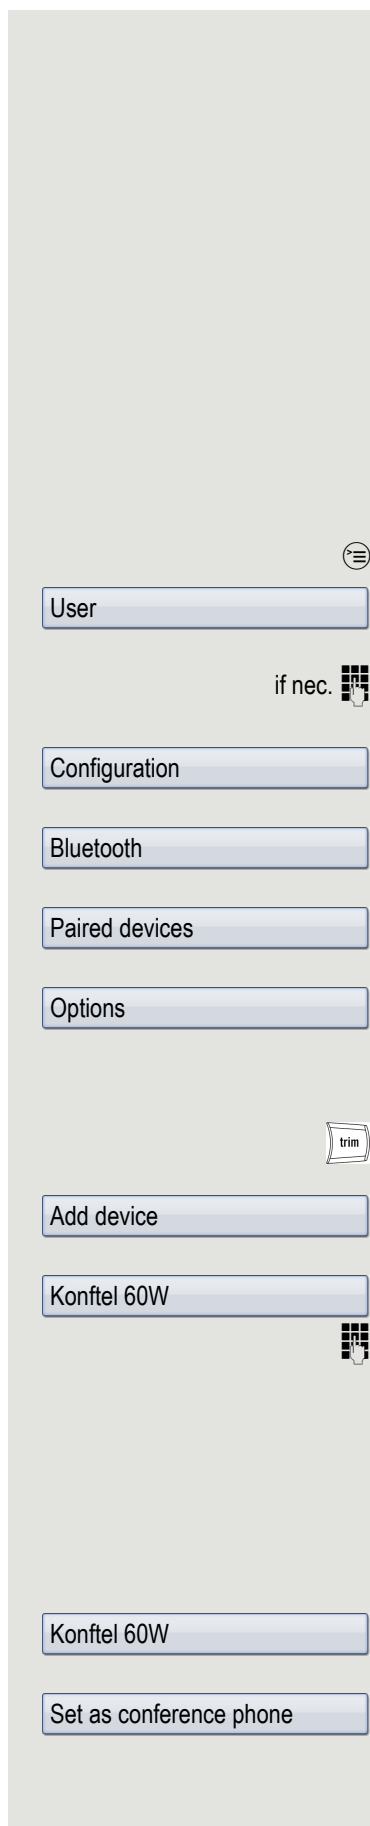 User
if nec.
Configuration
Bluetooth
Paired devices
Options
trim
Add device
Konftel 60W
Konftel 60W
Set as conference phone